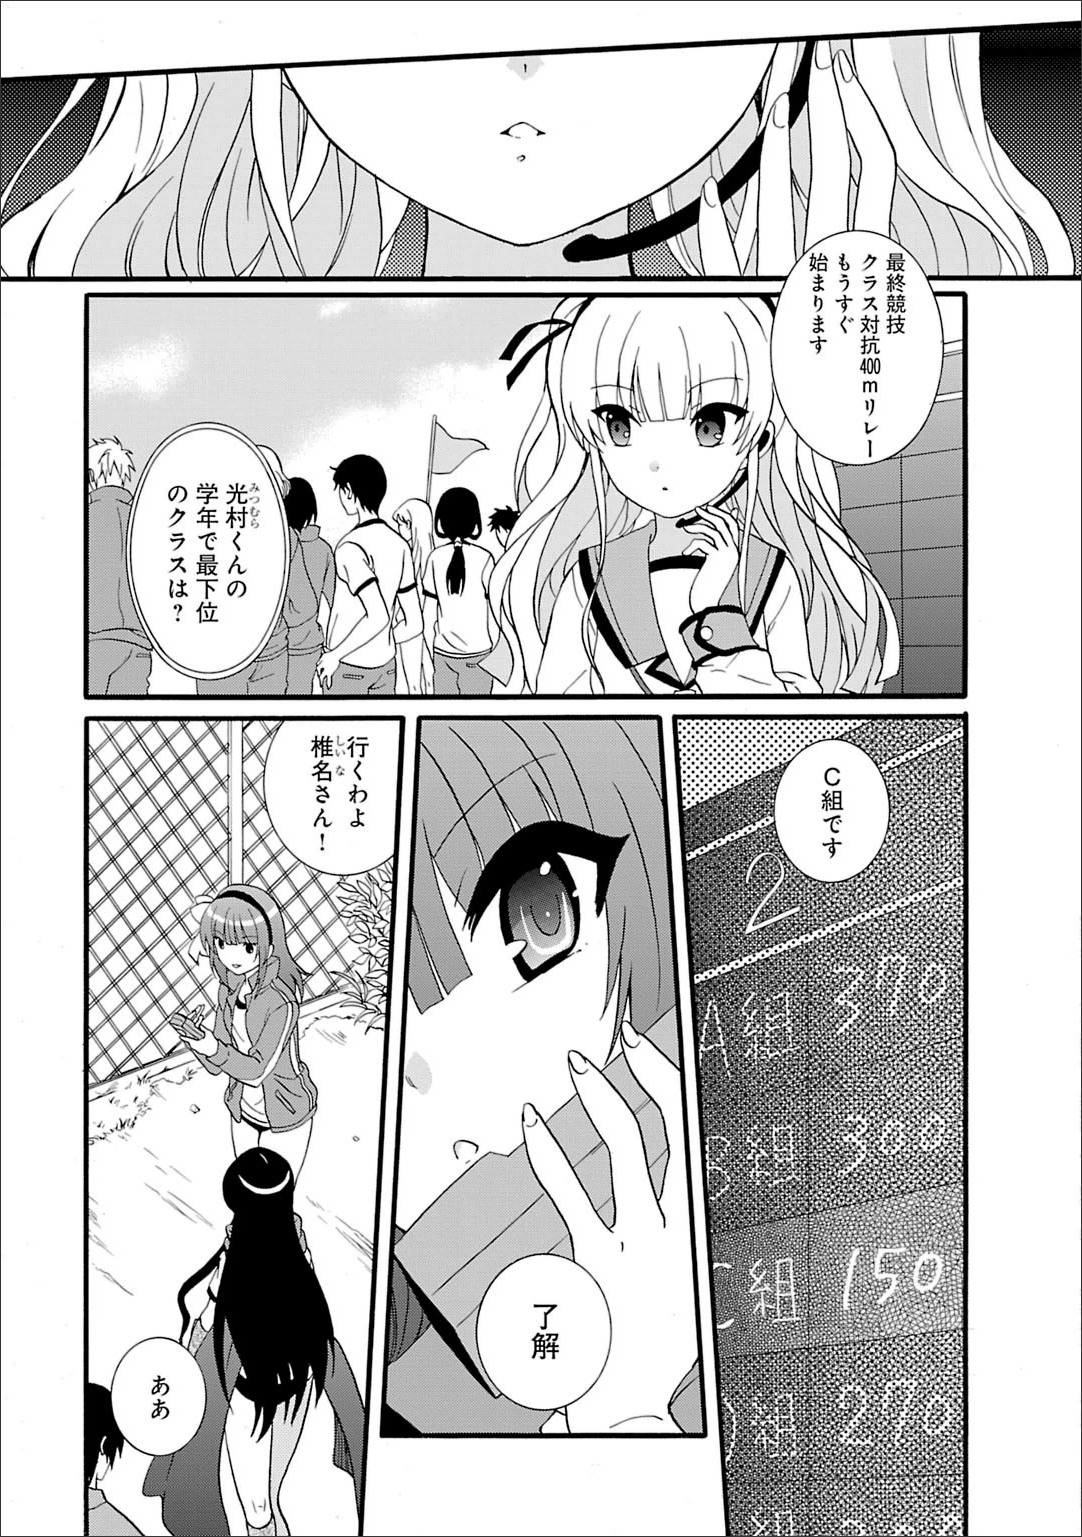 最終競技
クラス対抗400mリレー
もうすぐ
始まります
光村くんの
学年で最下位
のクラスは？
C組です
2
A組 370
B組 300
C組 150
D組 270
組
了解
行くわよ
椎名さん！
ああ